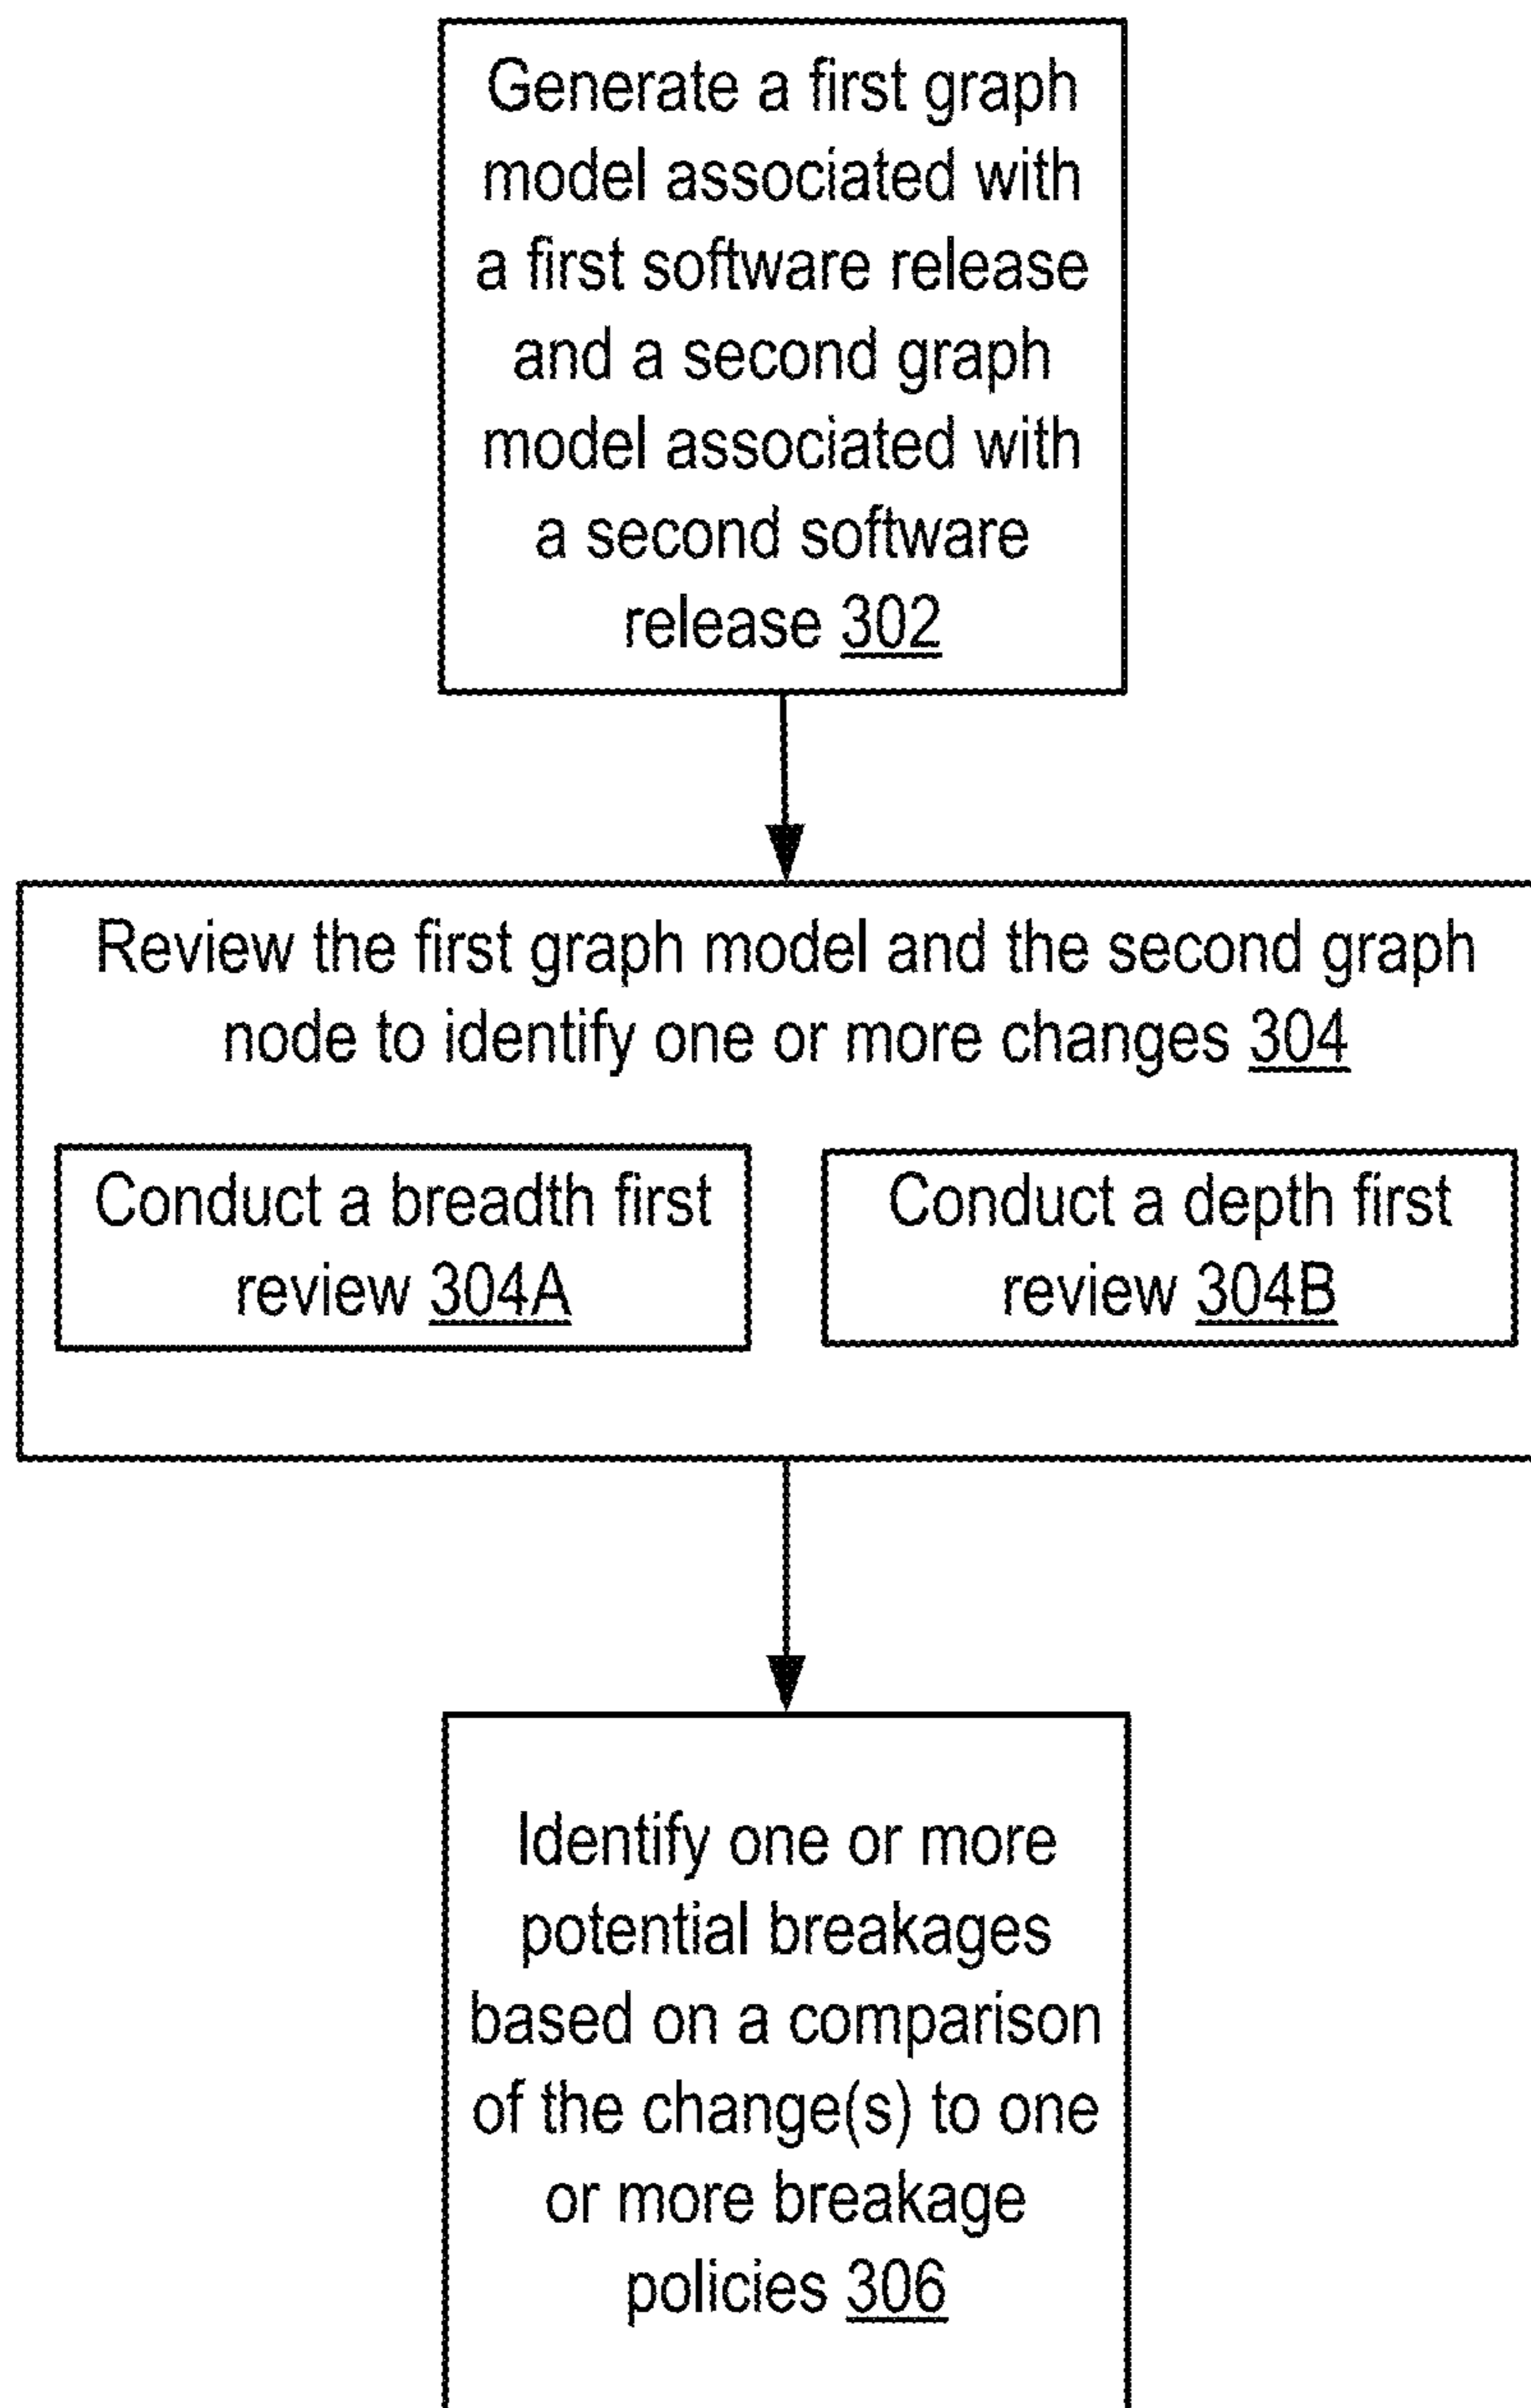 Generate a first graph
model associated with
a first software release
and a second graph
model associated with
a second software
release 302
Review the first graph model and the second graph
node to identify one or more changes 304
Conduct a breadth first
review 304A
Conduct a depth first
review 304B
Identify one or more
potential breakages
based on a comparison
of the change(s) to one
or more breakage
policies 306